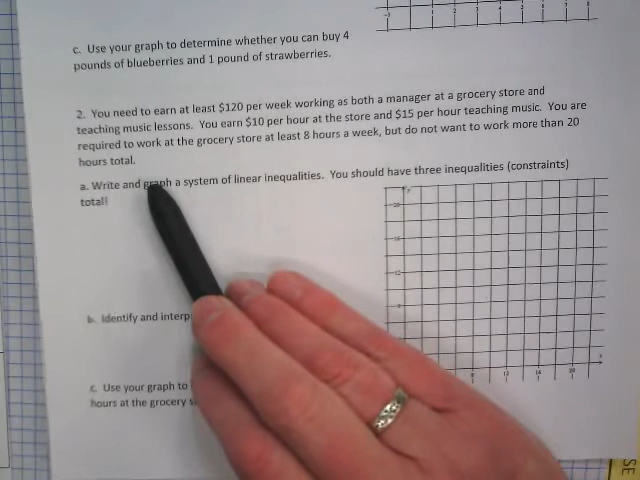 c. Use your graph to determine whether you can buy 4
pounds of blueberries and 1 pound of strawberries.
2. You need to earn at least $120 per week working as both a manager at a grocery store and
teaching music lessons. You earn $10 per hour at the store and $15 per hour teaching music. You are
required to work at the grocery store at least 8 hours a week, but do not want to work more than 20
hours total.
a. Write and graph a system of linear inequalities. You should have three inequalities (constraints)
total!
b. Identify and interp
c. Use your graph to
hours at the grocery s
SE